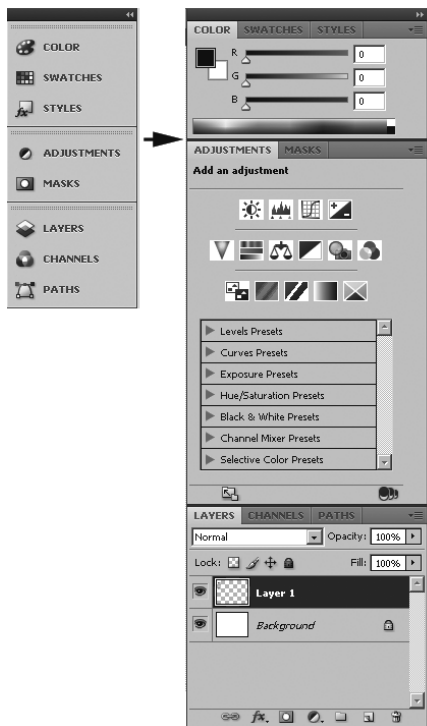 COLOR
SWATCHES
STYLES
ADJUSTMENTS
MASKS
LAYERS
CHANNELS
PATHS
COLOR SWATCHES STYLES
R 0
G 0
B 0
ADJUSTMENTS MASKS
Add an adjustment
Levels Presets
Curves Presets
Exposure Presets
Hue/Saturation Presets
Black & White Presets
Channel Mixer Presets
Selective Color Presets
LAYERS CHANNELS PATHS
Normal Opacity: 100%
Lock: Fill: 100%
Layer 1
Background
fx.